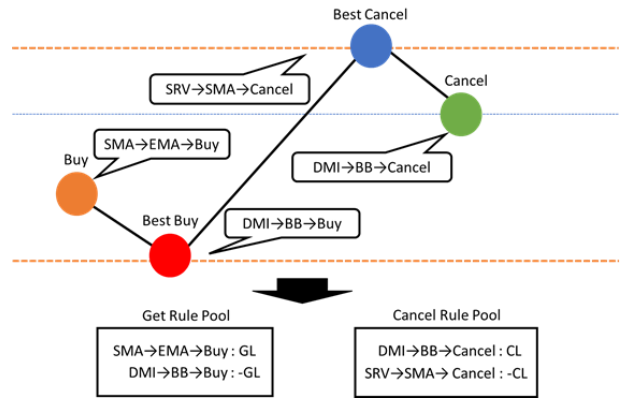 Best Cancel
SRV→SMA→Cancel
Cancel
SMA→EMA→Buy
Buy
DMI→BB→Cancel
Best Buy
DMI→BB→Buy
Get Rule Pool
SMA→EMA→Buy : GL
DMI→BB→Buy : -GL
Cancel Rule Pool
DMI→BB→Cancel : CL
SRV→SMA→ Cancel : -CL